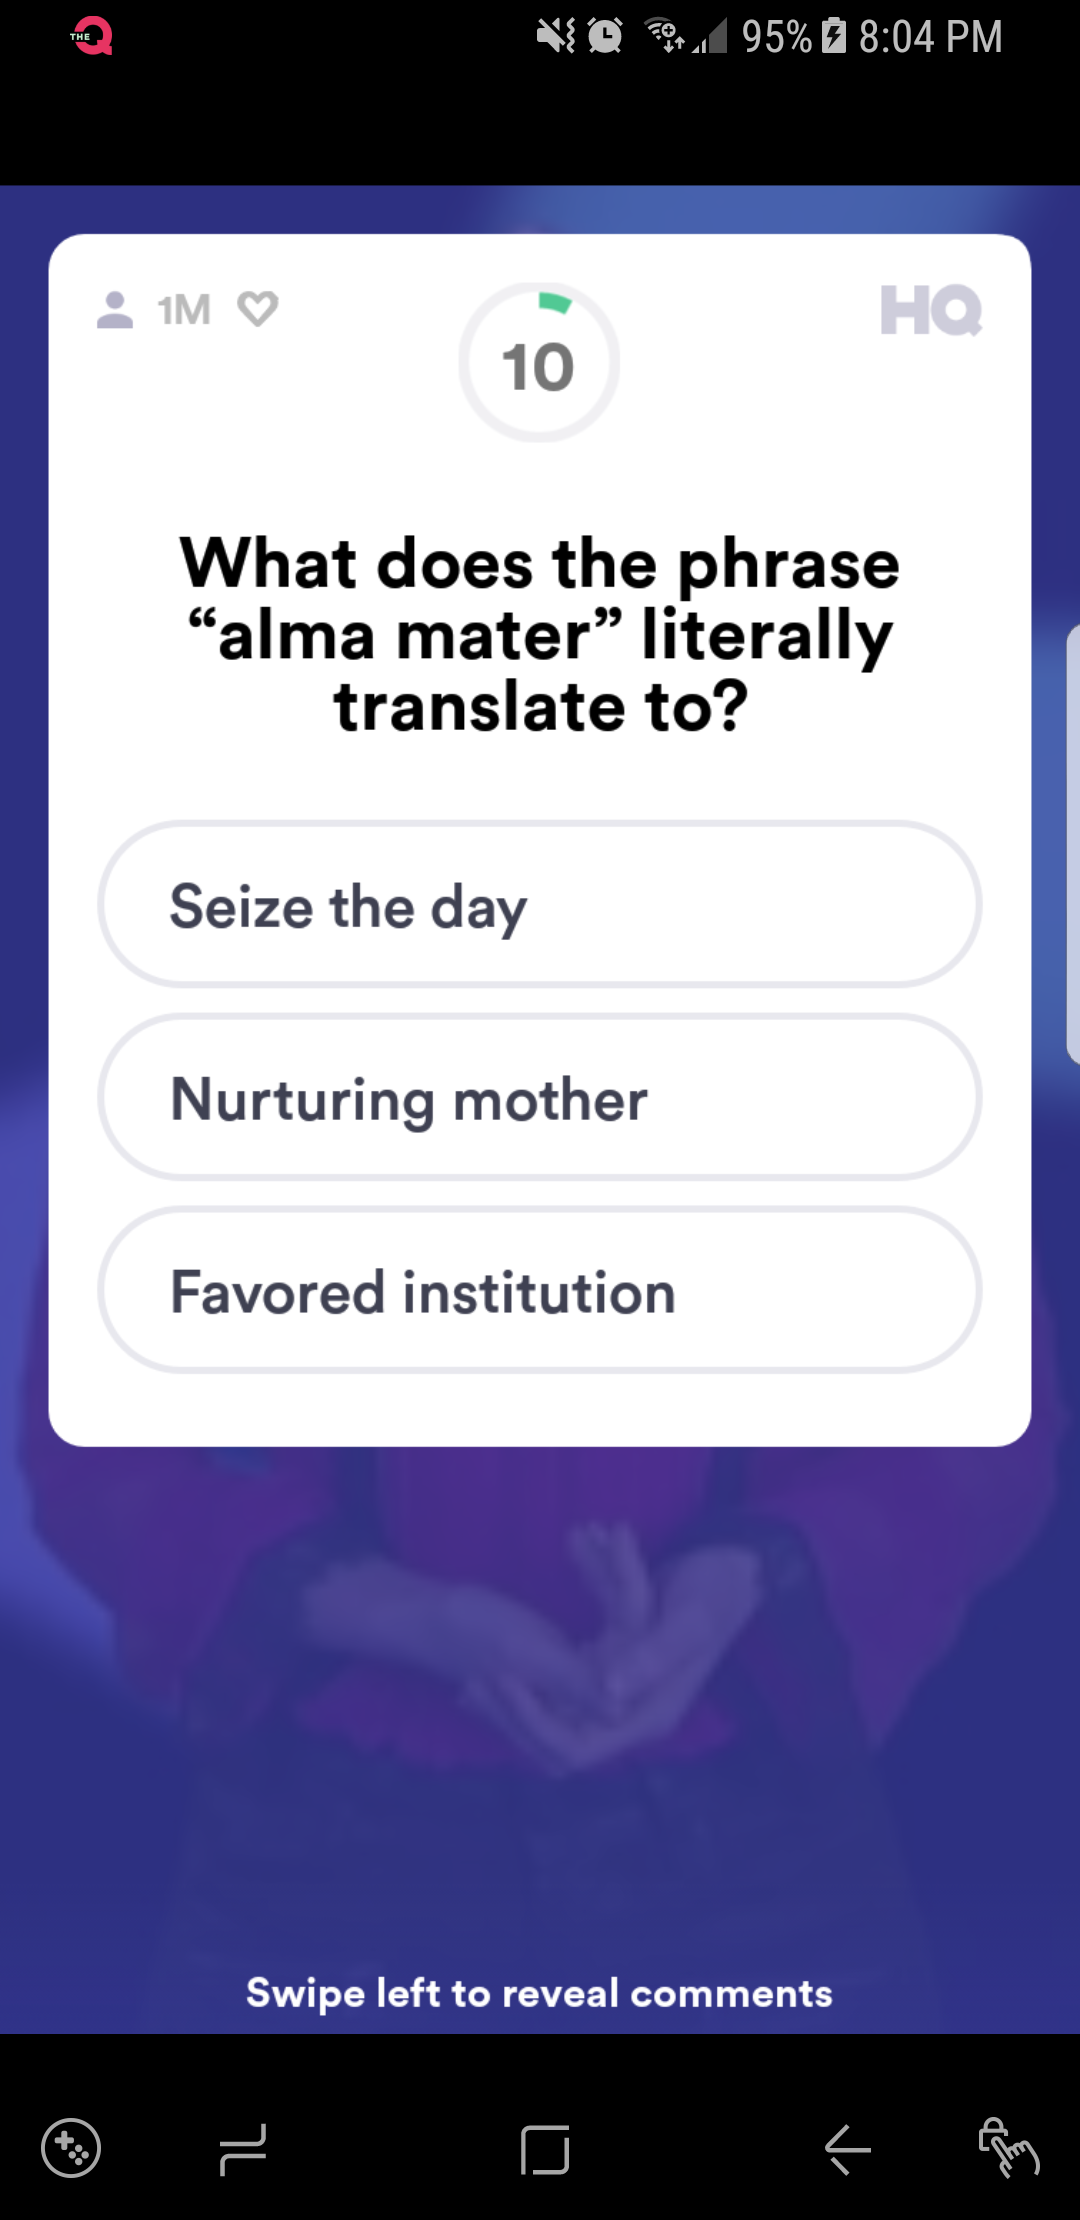 THE Q 95% 8:04 PM
1M 10 HQ
What does the phrase
“alma mater” literally
translate to?
Seize the day
Nurturing mother
Favored institution
Swipe left to reveal comments